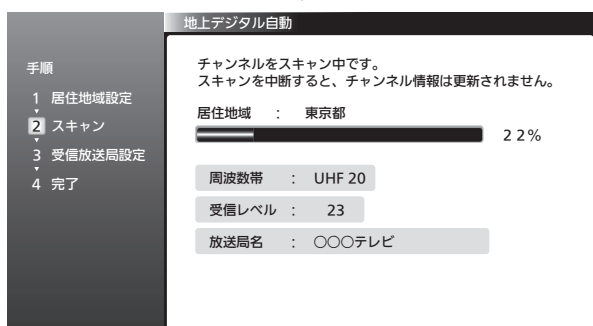 地上デジタル自動
手順
1 居住地域設定
2 スキャン
3 受信放送局設定
4 完了
チャンネルをスキャン中です。
スキャンを中断すると、チャンネル情報は更新されません。
居住地域 : 東京都
22%
周波数帯 : UHF 20
受信レベル : 23
放送局名 : ○○○テレビ